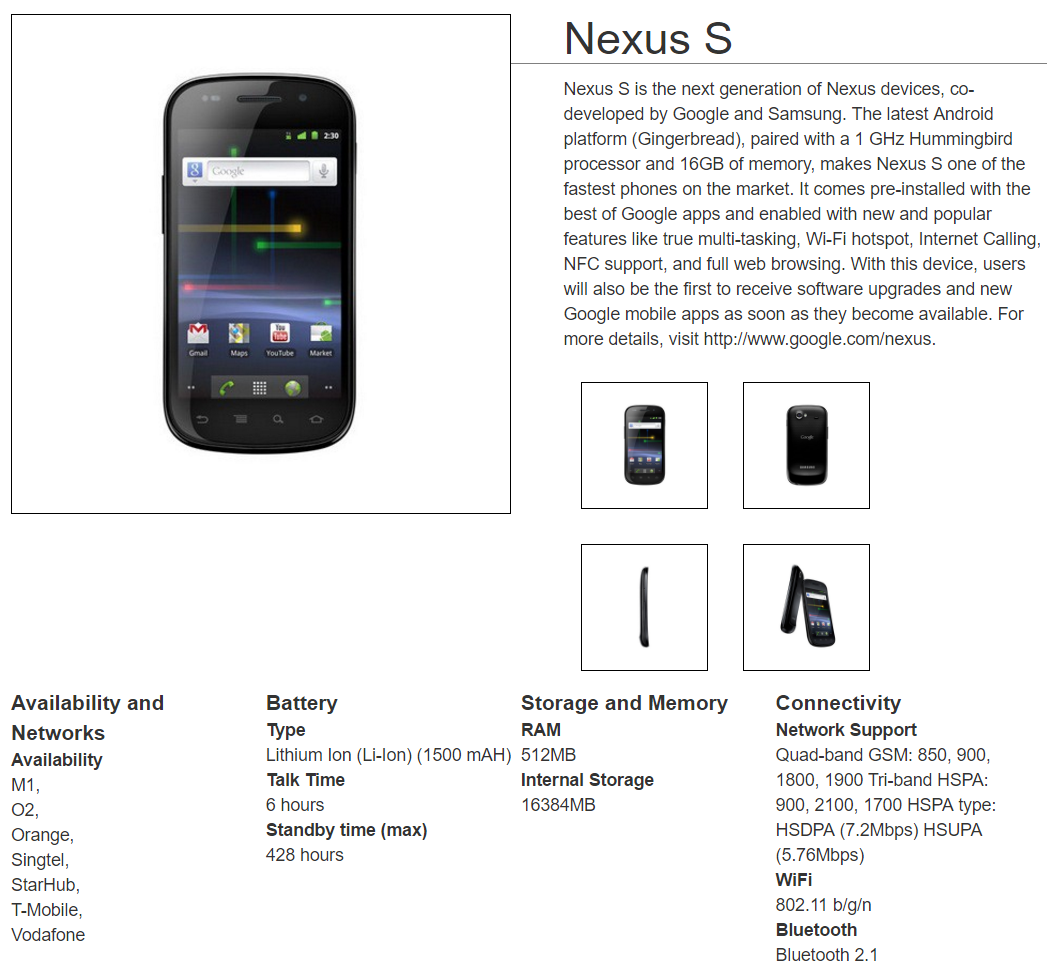 Nexus S
Nexus S is the next generation of Nexus devices, co-
developed by Google and Samsung. The latest Android
platform (Gingerbread), paired with a 1 GHz Hummingbird
processor and 16GB of memory, makes Nexus S one of the
fastest phones on the market. It comes pre-installed with the
best of Google apps and enabled with new and popular
features like true multi-tasking, Wi-Fi hotspot, Internet Calling,
NFC support, and full web browsing. With this device, users
will also be the first to receive software upgrades and new
Google mobile apps as soon as they become available. For
more details, visit http://www.google.com/nexus.
2:30
Google
Gmail
Maps
YouTube
Market
Google
Availability and
Networks
Availability
M1,
O2,
Orange,
Singtel,
StarHub,
T-Mobile,
Vodafone
Battery
Type
Lithium Ion (Li-Ion) (1500 mAH)
Talk Time
6 hours
Standby time (max)
428 hours
Storage and Memory
RAM
512MB
Internal Storage
16384MB
Connectivity
Network Support
Quad-band GSM: 850, 900,
1800, 1900 Tri-band HSPA:
900, 2100, 1700 HSPA type:
HSDPA (7.2Mbps) HSUPA
(5.76Mbps)
WiFi
802.11 b/g/n
Bluetooth
Bluetooth 2.1